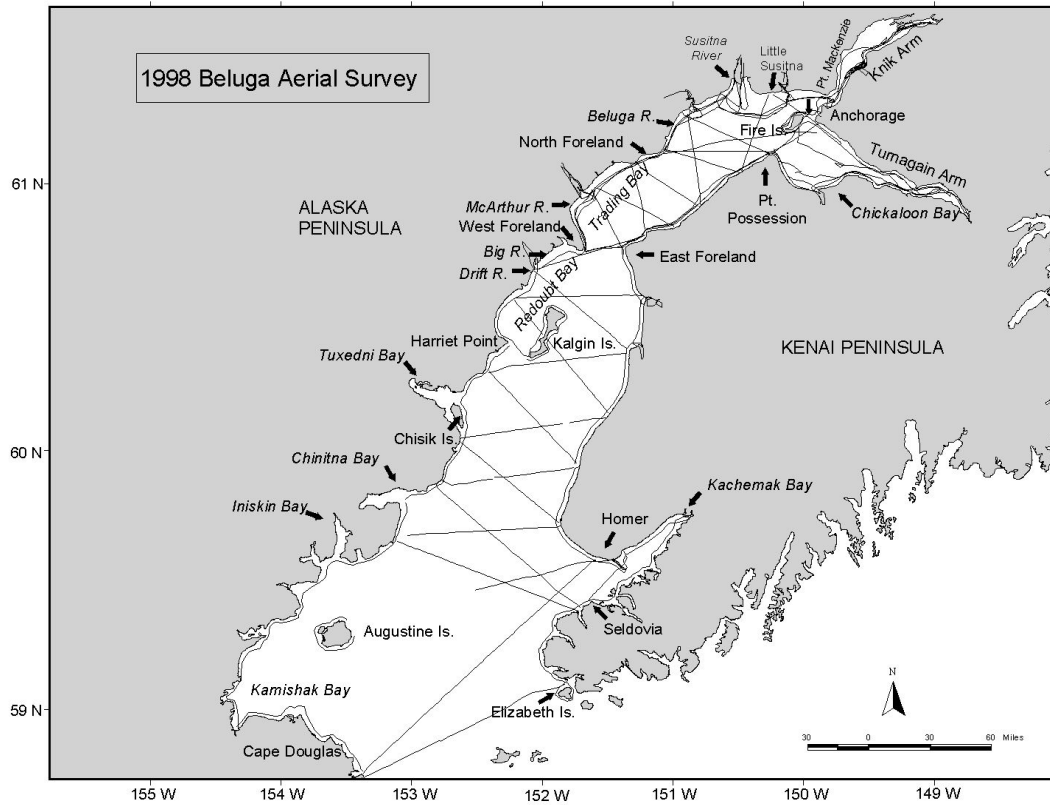 1998 Beluga Aerial Survey
Susitna
River
Little
Susitna
Pt. Mackenzie
Knik Arm
Beluga R.
Fire Is.
Anchorage
North Foreland
Turnagain Arm
61 N
Trading Bay
ALASKA
PENINSULA
McArthur R.
Pt.
Possession
Chickaloon Bay
West Foreland
Big R.
East Foreland
Drift R.
Redoubt Bay
Harriet Point
Kalgin Is.
KENAI PENINSULA
Tuxedni Bay
Chisik Is.
60 N
Chinitna Bay
Kachemak Bay
Iniskin Bay
Homer
Augustine Is.
Seldovia
Kamishak Bay
N
59 N
Elizabeth Is.
Cape Douglas
30 0 30 60 Miles
155 W 154 W 153 W 152 W 151 W 150 W 149 W